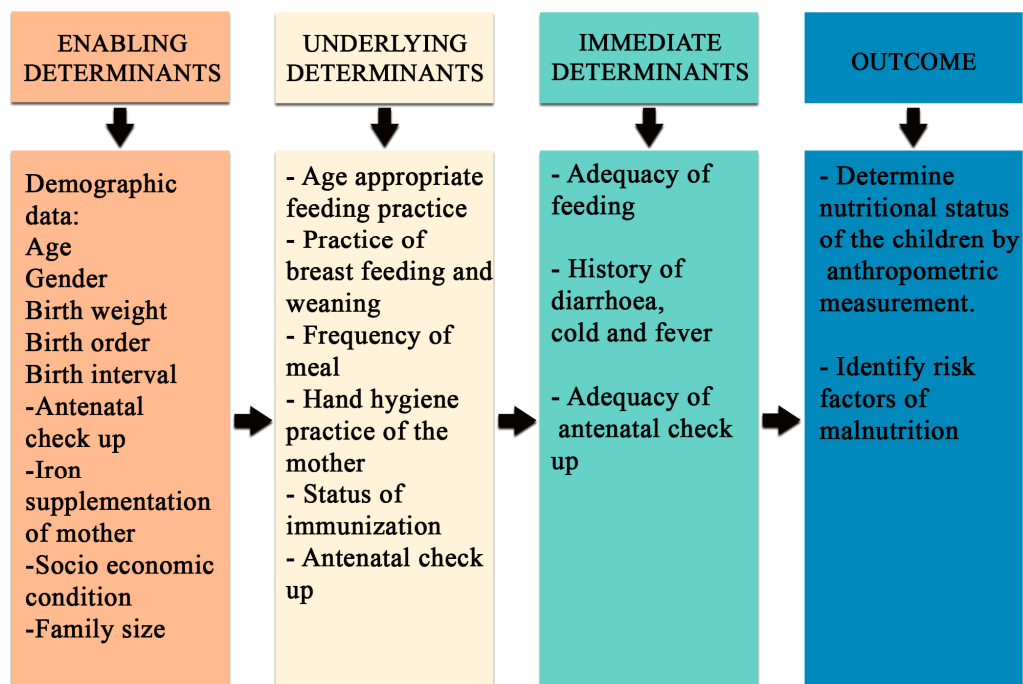 ENABLING
DETERMINANTS
Demographic
data:
Age
Gender
Birth weight
Birth order
Birth interval
-Antenatal
check up
-Iron
supplementation
of mother
-Socio economic
condition
-Family size
UNDERLYING
DETERMINANTS
- Age appropriate
feeding practice
- Practice of
breast feeding and
weaning
- Frequency of
meal
- Hand hygiene
practice of the
mother
- Status of
immunization
- Antenatal check
up
IMMEDIATE
DETERMINANTS
- Adequacy of
feeding
- History of
diarrhoea,
cold and fever
- Adequacy of
antenatal check
up
OUTCOME
- Determine
nutritional status
of the children by
anthropometric
measurement.
- Identify risk
factors of
malnutrition